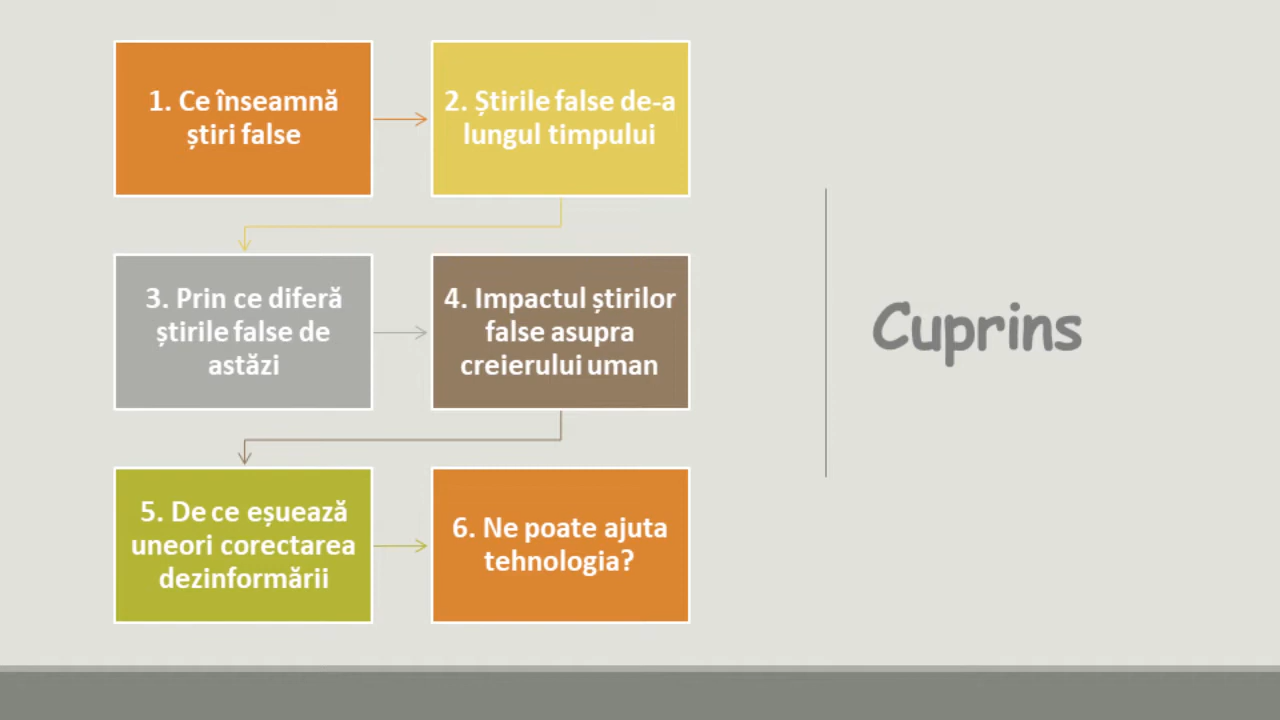 1. Ce înseamnă
știri false
2. Știrile false de-a
lungul timpului
3. Prin ce diferă
știrile false de
astăzi
4. Impactul știrilor
false asupra
creierului uman
5. De ce eșuează
uneori corectarea
dezinformării
6. Ne poate ajuta
tehnologia?
Cuprins